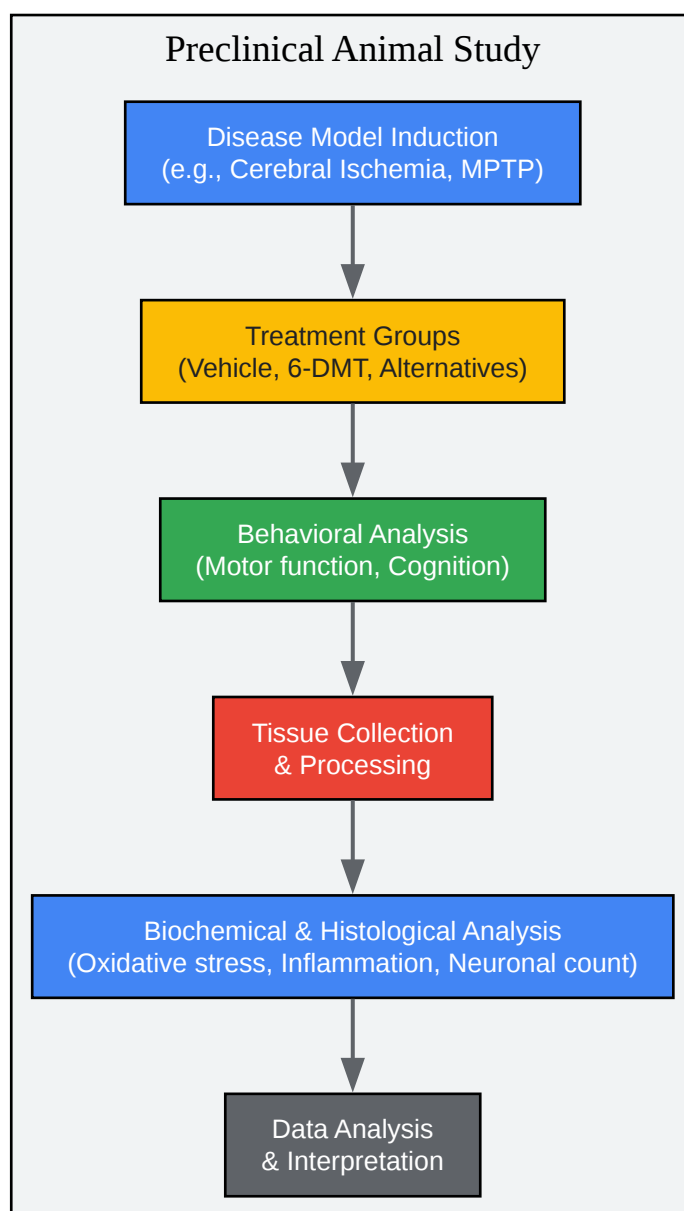 Preclinical Animal Study
Disease Model Induction
(e.g., Cerebral Ischemia, MPTP)
Treatment Groups
(Vehicle, 6-DMT, Alternatives)
Behavioral Analysis
(Motor function, Cognition)
Tissue Collection
& Processing
Biochemical & Histological Analysis
(Oxidative stress, Inflammation, Neuronal count)
Data Analysis
& Interpretation